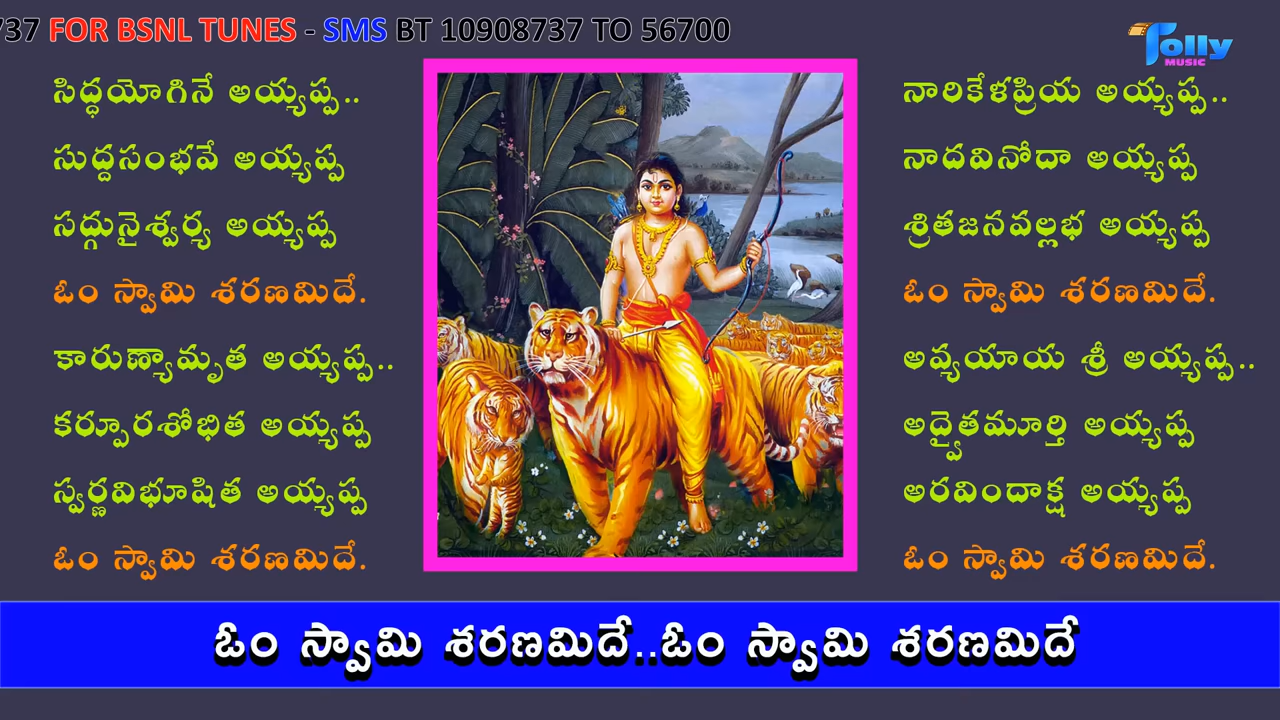 737 FOR BSNL TUNES - SMS BT 10908737 TO 56700
Tolly
MUSIC
సిద్ధయోగినే అయ్యప్ప..
సుద్దసంభవే అయ్యప్ప
సద్గునైశ్వర్య అయ్యప్ప
ఓం స్వామి శరణమిదే.
కారుణ్యామృత అయ్యప్ప..
కర్పూరశోభిత అయ్యప్ప
స్వర్ణవిభూషిత అయ్యప్ప
ఓం స్వామి శరణమిదే.
నారికేళప్రియ అయ్యప్ప..
నాదవినోదా అయ్యప్ప
శ్రితజనవల్లభ అయ్యప్ప
ఓం స్వామి శరణమిదే.
అవ్యయాయ శ్రీ అయ్యప్ప..
అద్వైతమూర్తి అయ్యప్ప
అరవిందాక్ష అయ్యప్ప
ఓం స్వామి శరణమిదే.
ఓం స్వామి శరణమిదే..ఓం స్వామి శరణమిదే